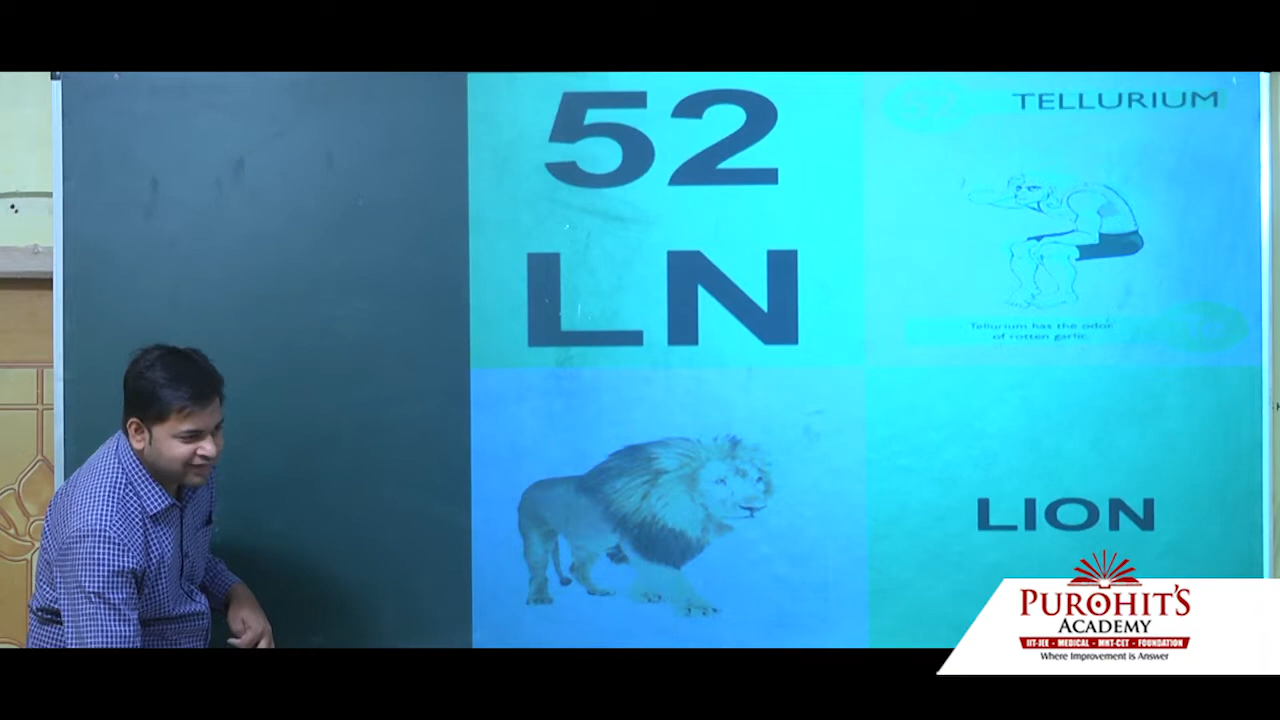 52
LN
TELLURIUM
Tellurium has the odor
of rotten garlic
LION
PUROHIT'S
ACADEMY
IIT-JEE - MEDICAL - MHT-CET - FOUNDATION
Where Improvement is Answer